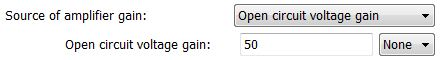 Source of amplifier gain: Open circuit voltage gain
Open circuit voltage gain: 50 None